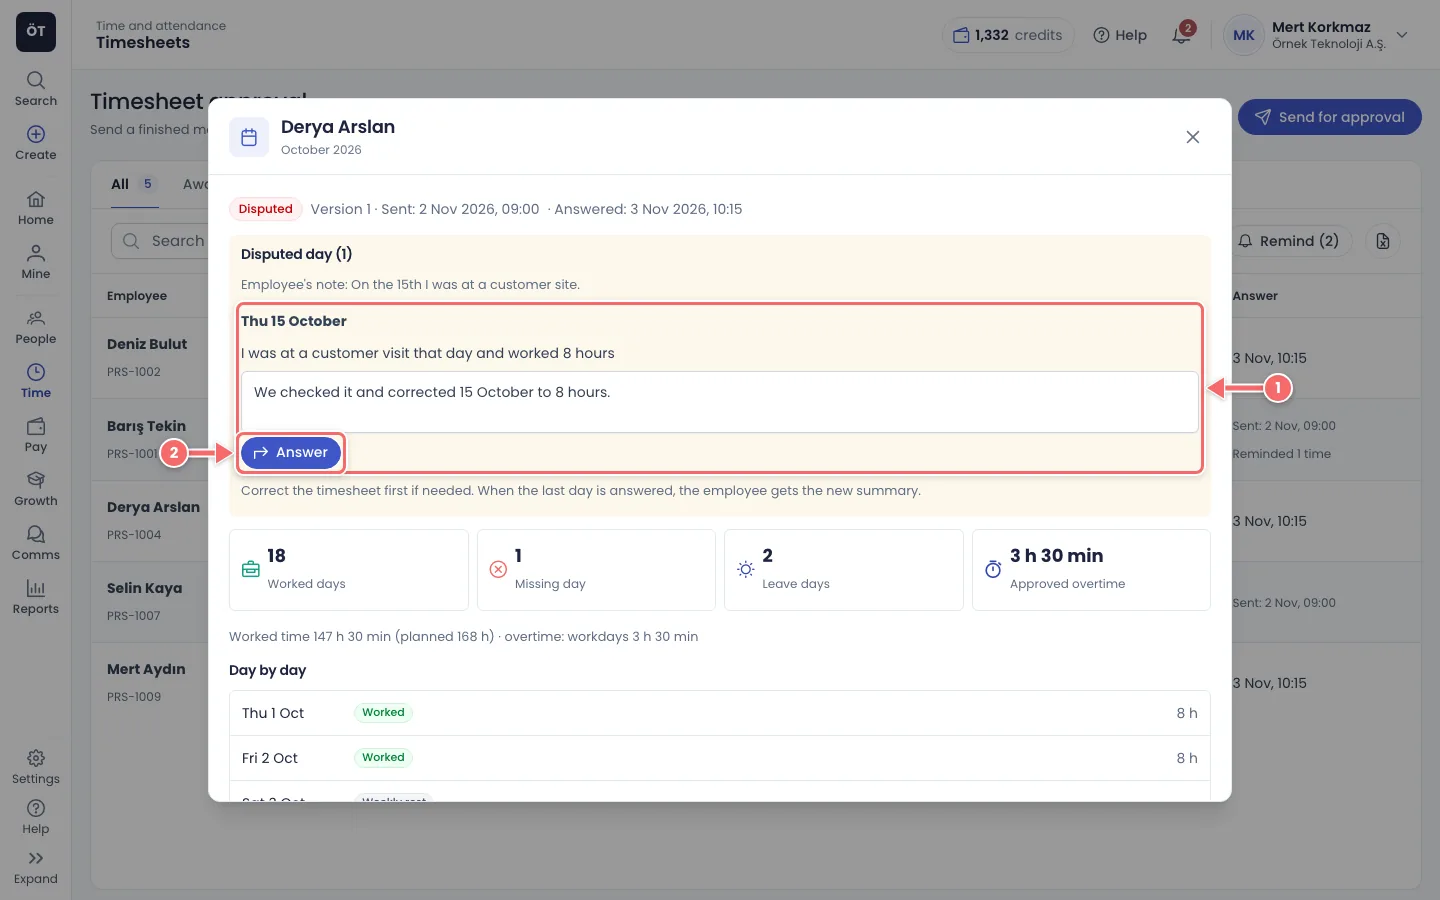 ÖT
Time and attendance
Timesheets
1,332 credits
Help
2
MK
Mert Korkmaz
Örnek Teknoloji A.Ş.
Search
Create
Home
Mine
People
Time
Pay
Growth
Comms
Reports
Settings
Help
Expand
Timesheet approval
Send a finished
Send for approval
All 5
Search
Remind (2)
Employee
Answer
Deniz Bulut
PRS-1002
3 Nov, 10:15
Barış Tekin
PRS-1001
Sent: 2 Nov, 09:00
Reminded 1 time
Derya Arslan
PRS-1004
3 Nov, 10:15
Selin Kaya
PRS-1007
Sent: 2 Nov, 09:00
Mert Aydın
PRS-1009
3 Nov, 10:15
Derya Arslan
October 2026
Disputed Version 1 · Sent: 2 Nov 2026, 09:00 · Answered: 3 Nov 2026, 10:15
Disputed day (1)
Employee's note: On the 15th I was at a customer site.
Thu 15 October
I was at a customer visit that day and worked 8 hours
We checked it and corrected 15 October to 8 hours.
1
2
Answer
Correct the timesheet first if needed. When the last day is answered, the employee gets the new summary.
18
Worked days
1
Missing day
2
Leave days
3 h 30 min
Approved overtime
Worked time 147 h 30 min (planned 168 h) · overtime: workdays 3 h 30 min
Day by day
Thu 1 Oct Worked 8 h
Fri 2 Oct Worked 8 h
Sat 3 Oct Weekly rest